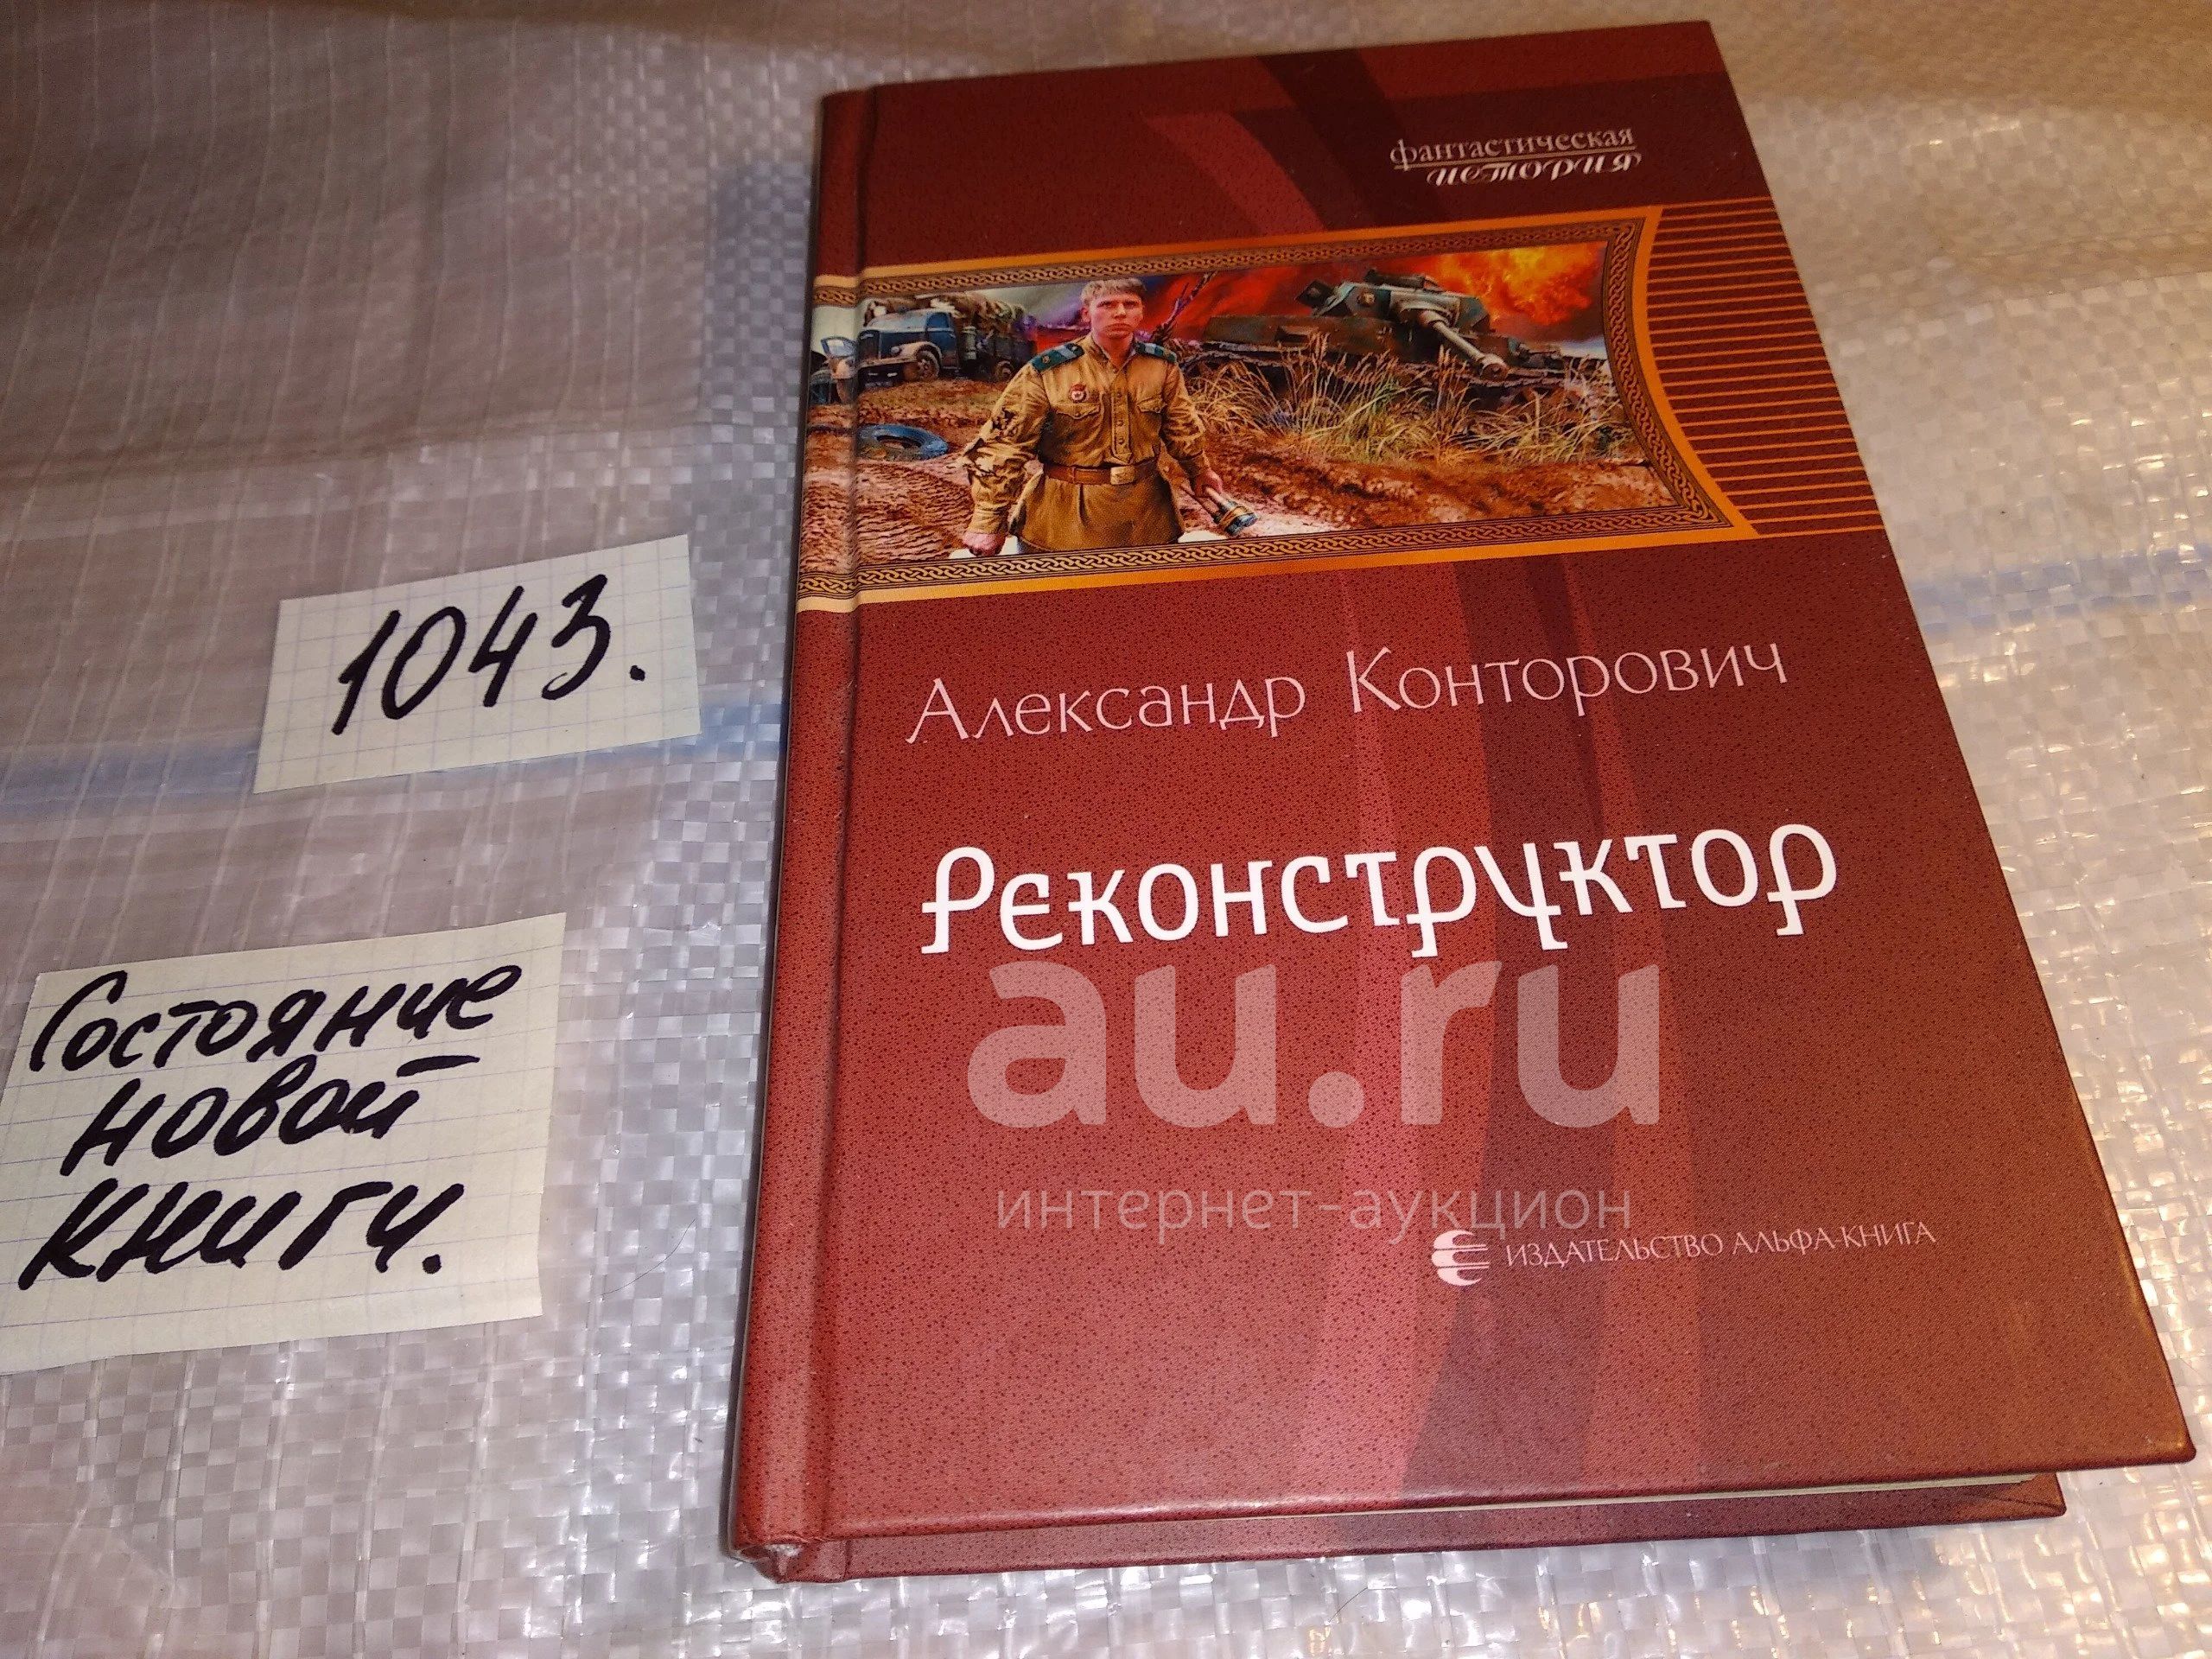 фантастическая
история
Александр Конторович
Реконструктор
1043.
Состояние
новой
книги.
au.ru
интернет-аукцион
ИЗДАТЕЛЬСТВО АЛЬФА-КНИГА